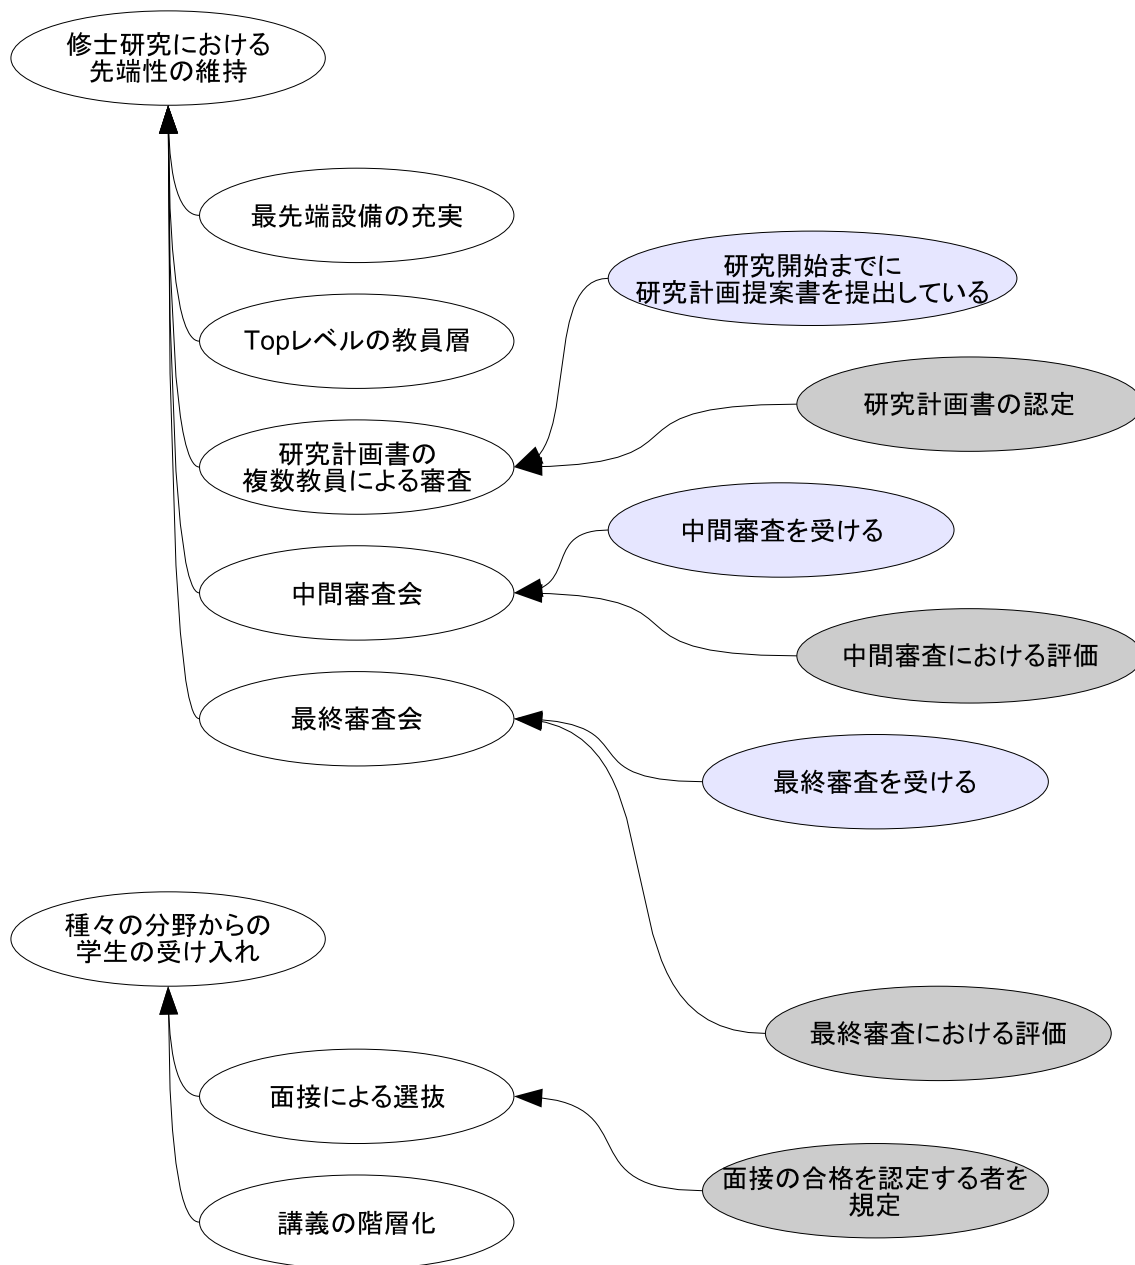 修士研究における
先端性の維持
最先端設備の充実
研究開始までに
研究計画提案書を提出している
Topレベルの教員層
研究計画書の認定
研究計画書の
複数教員による審査
中間審査を受ける
中間審査会
中間審査における評価
最終審査会
最終審査を受ける
種々の分野からの
学生の受け入れ
最終審査における評価
面接による選抜
面接の合格を認定する者を
規定
講義の階層化